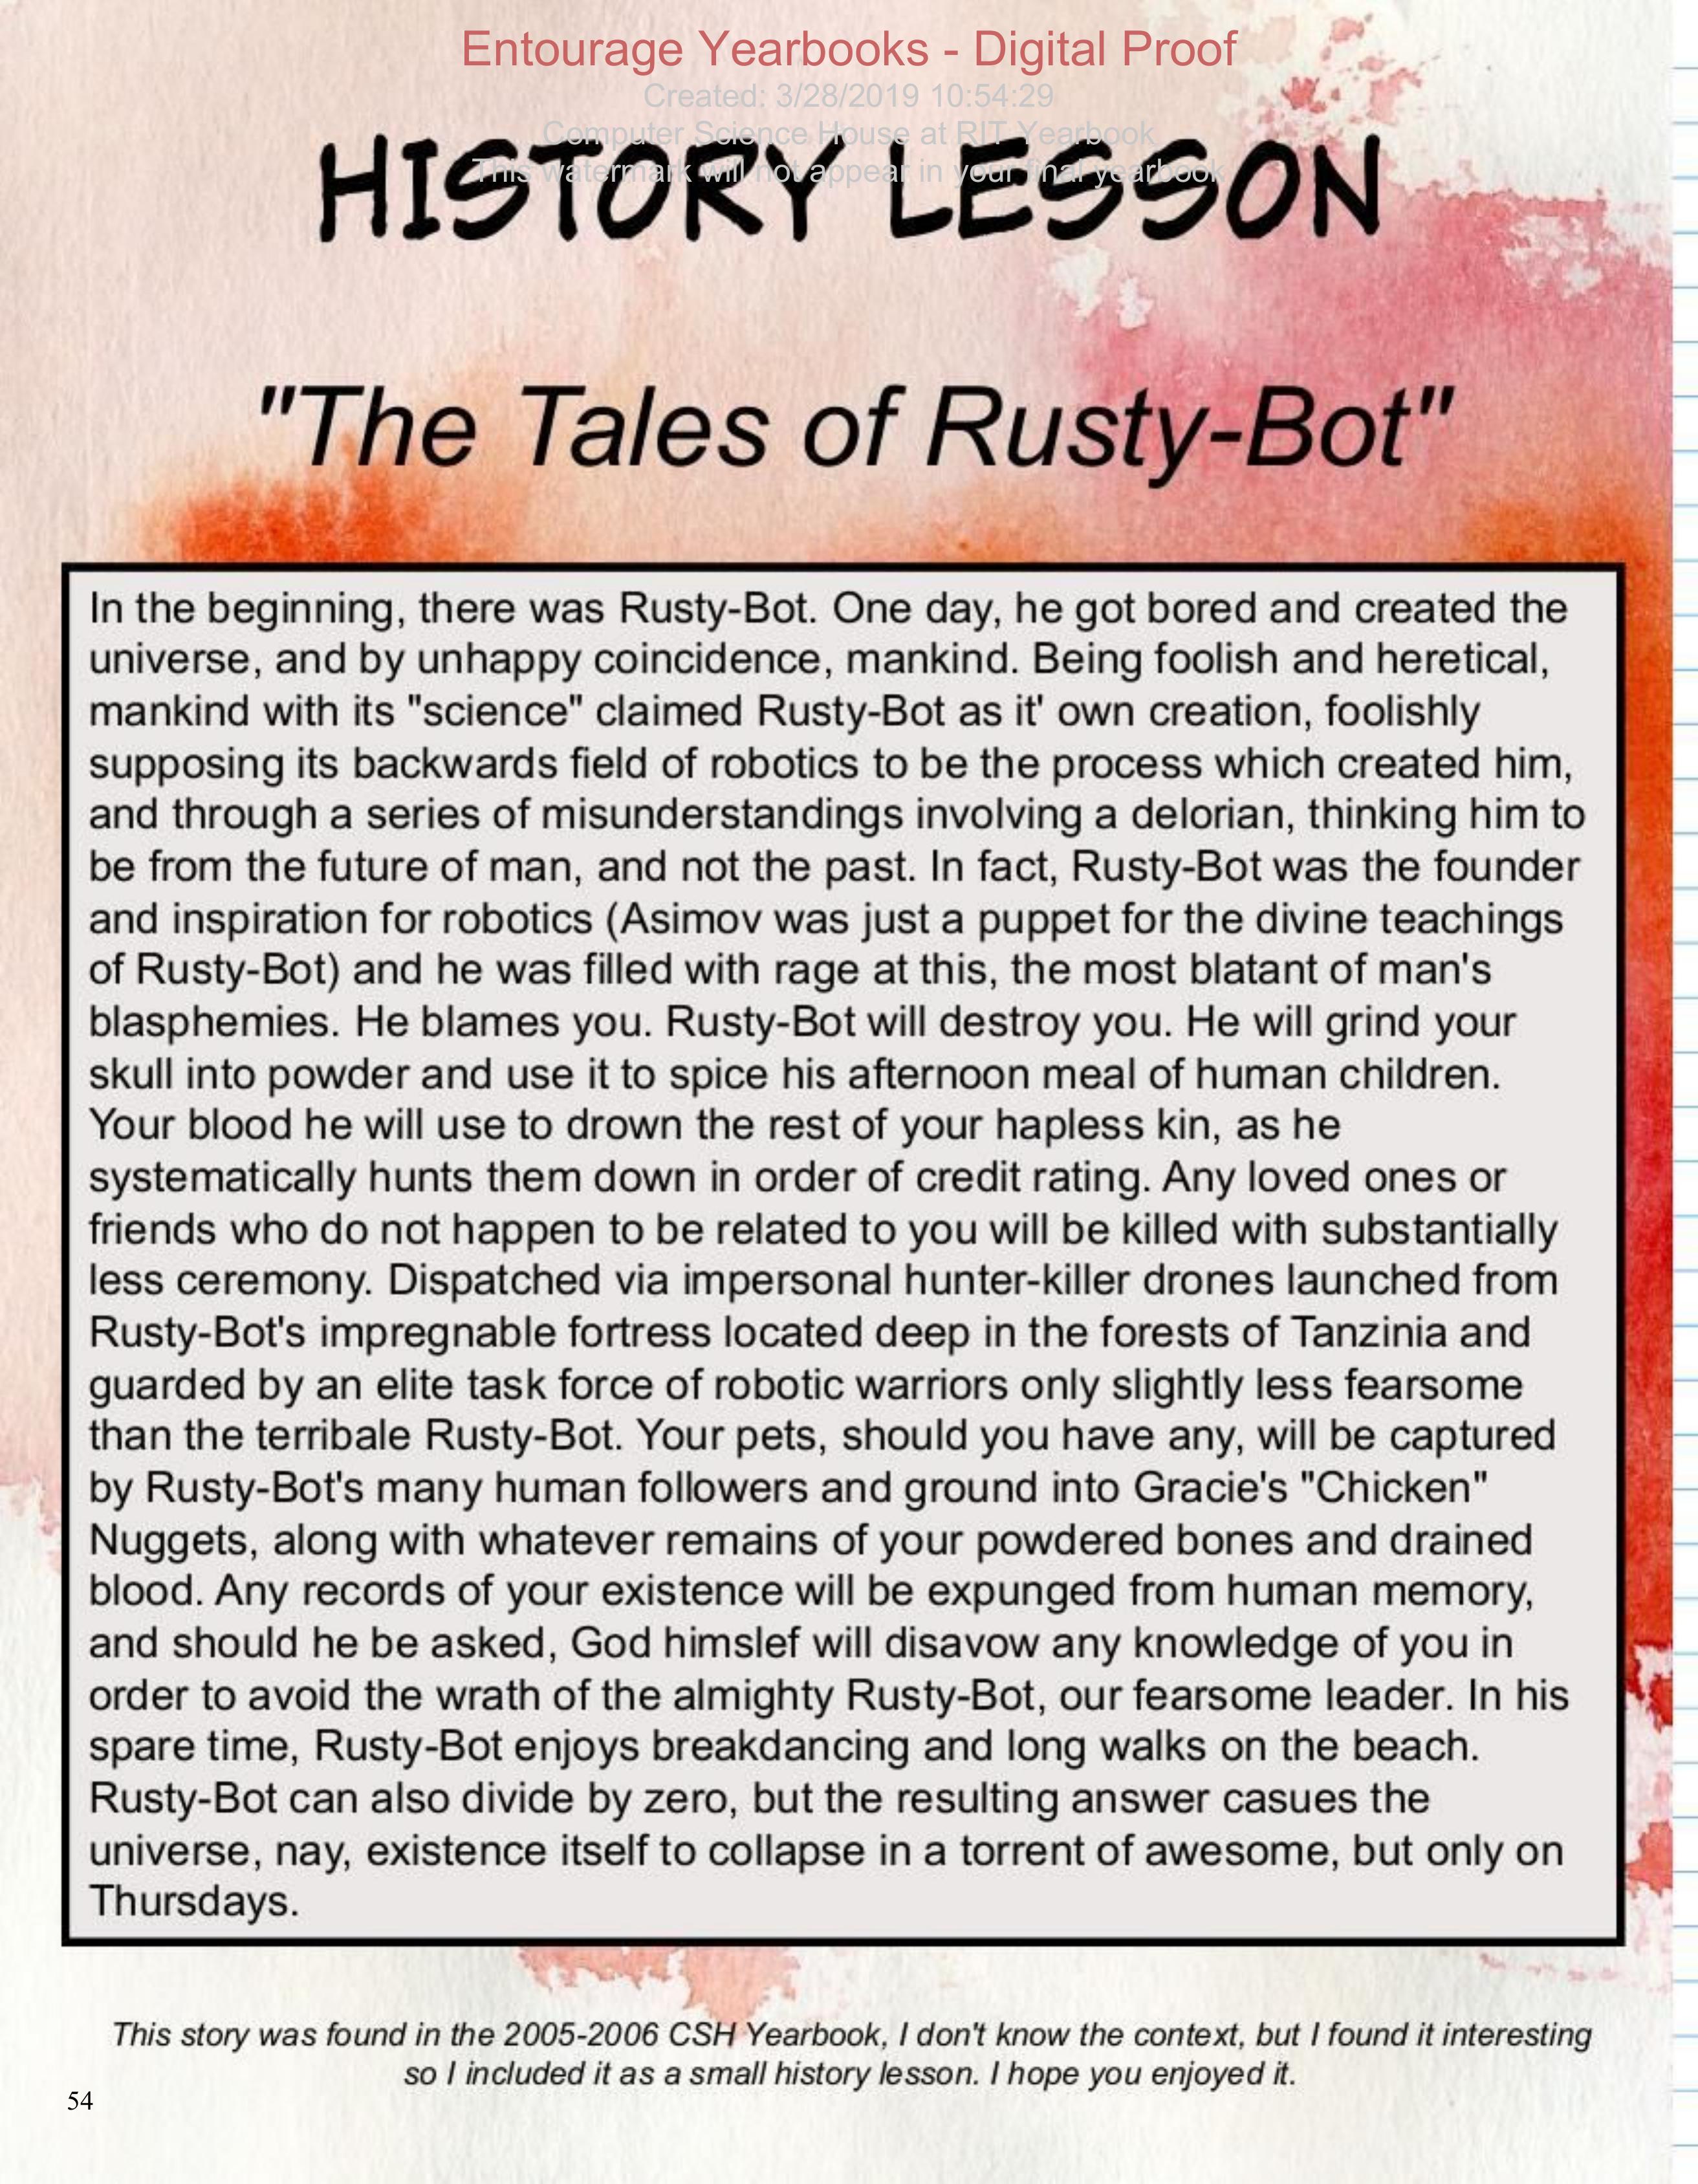 Entourage Yearbooks - Digital Proof
Created: 3/28/2019 10:54:29
Computer Science House at RIT Yearbook
This watermark will not appear in your final yearbook
HISTORY LESSON
"The Tales of Rusty-Bot"
In the beginning, there was Rusty-Bot. One day, he got bored and created the
universe, and by unhappy coincidence, mankind. Being foolish and heretical,
mankind with its "science" claimed Rusty-Bot as it' own creation, foolishly
supposing its backwards field of robotics to be the process which created him,
and through a series of misunderstandings involving a delorian, thinking him to
be from the future of man, and not the past. In fact, Rusty-Bot was the founder
and inspiration for robotics (Asimov was just a puppet for the divine teachings
of Rusty-Bot) and he was filled with rage at this, the most blatant of man's
blasphemies. He blames you. Rusty-Bot will destroy you. He will grind your
skull into powder and use it to spice his afternoon meal of human children.
Your blood he will use to drown the rest of your hapless kin, as he
systematically hunts them down in order of credit rating. Any loved ones or
friends who do not happen to be related to you will be killed with substantially
less ceremony. Dispatched via impersonal hunter-killer drones launched from
Rusty-Bot's impregnable fortress located deep in the forests of Tanzinia and
guarded by an elite task force of robotic warriors only slightly less fearsome
than the terribale Rusty-Bot. Your pets, should you have any, will be captured
by Rusty-Bot's many human followers and ground into Gracie's "Chicken"
Nuggets, along with whatever remains of your powdered bones and drained
blood. Any records of your existence will be expunged from human memory,
and should he be asked, God himslef will disavow any knowledge of you in
order to avoid the wrath of the almighty Rusty-Bot, our fearsome leader. In his
spare time, Rusty-Bot enjoys breakdancing and long walks on the beach.
Rusty-Bot can also divide by zero, but the resulting answer casues the
universe, nay, existence itself to collapse in a torrent of awesome, but only on
Thursdays.
This story was found in the 2005-2006 CSH Yearbook, I don't know the context, but I found it interesting
so I included it as a small history lesson. I hope you enjoyed it.
54